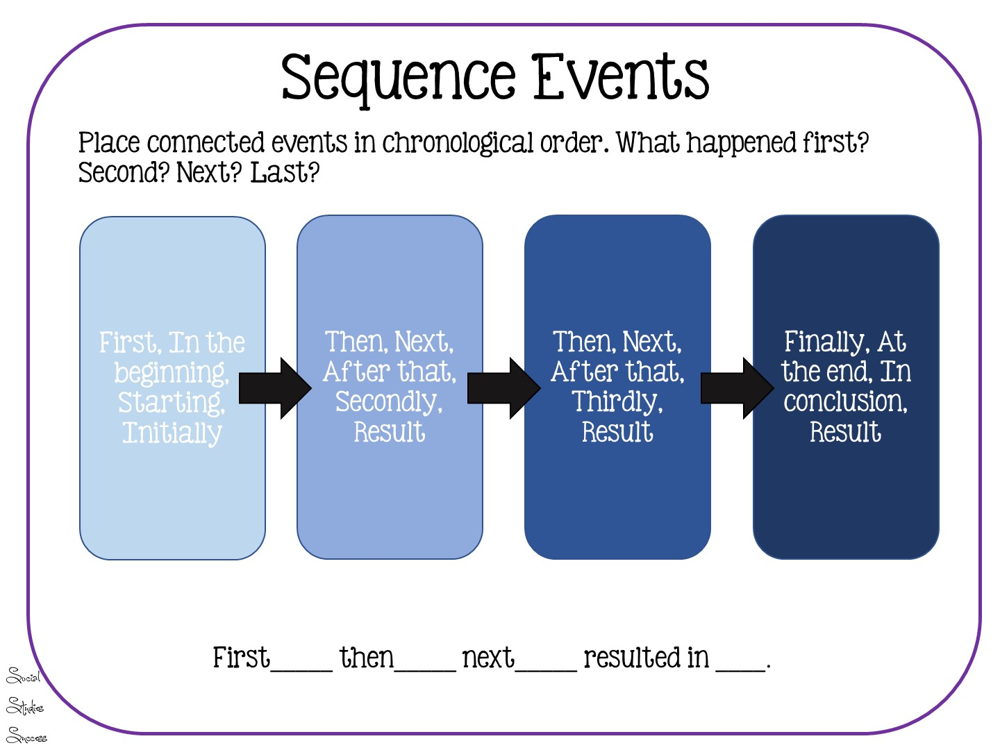 Sequence Events
Place connected events in chronological order. What happened first?
Second? Next? Last?
First, In the
beginning,
Starting,
Initially
Then, Next,
After that,
Secondly,
Result
Then, Next,
After that,
Thirdly,
Result
Finally, At
the end, In
conclusion,
Result
First_____ then_____ next_____ resulted in ____.
Social
Studies
Success